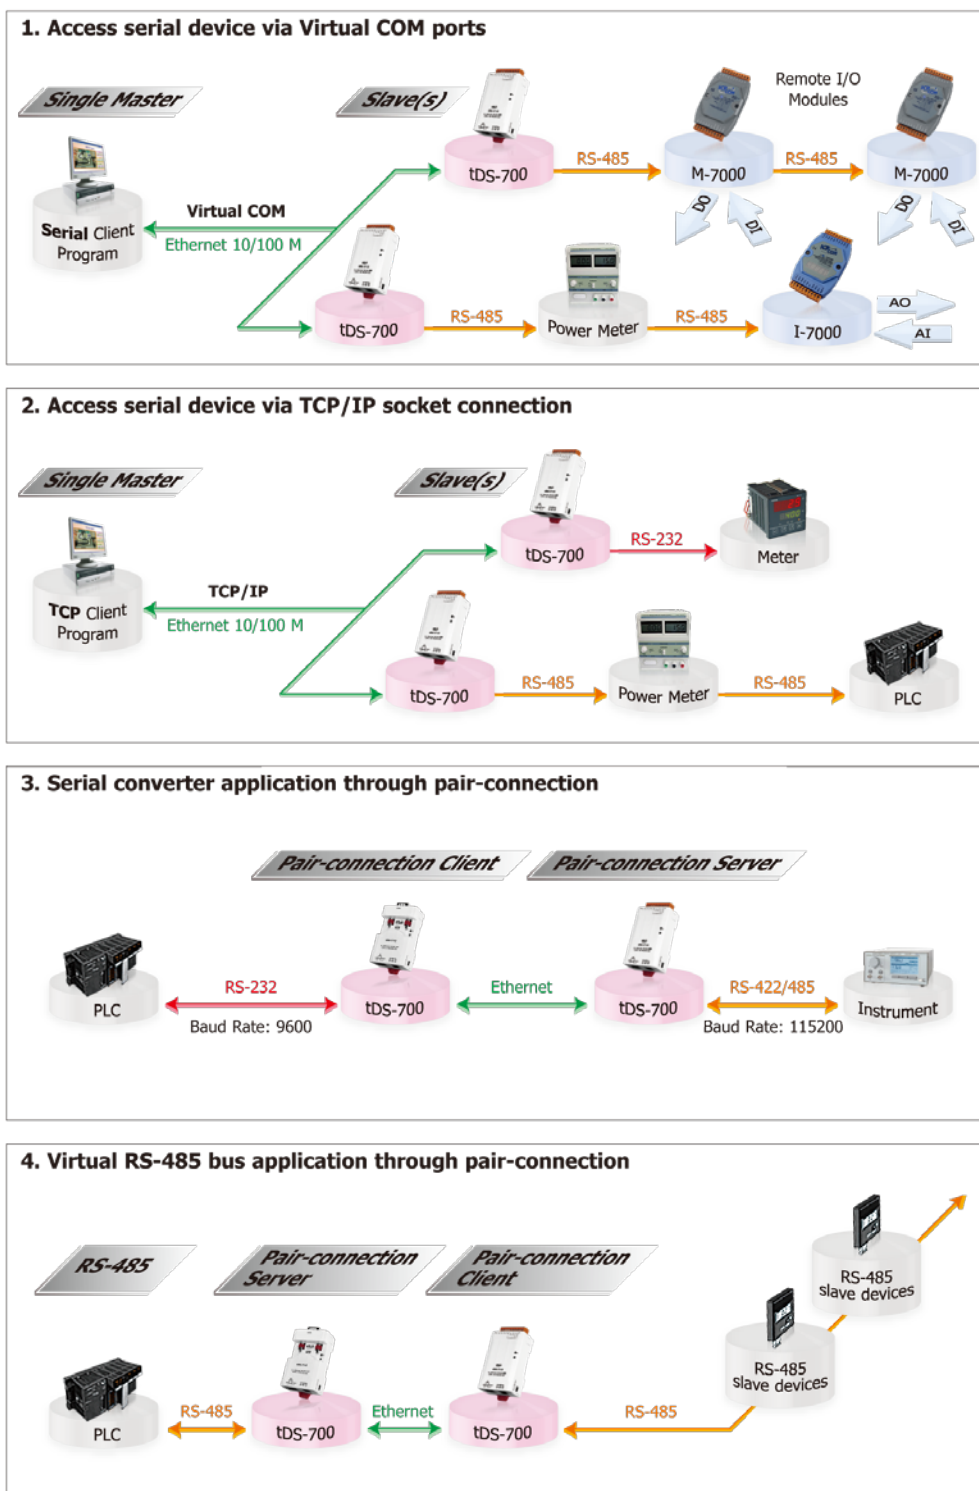 1. Access serial device via Virtual COM ports
Single Master
Slave(s)
Remote I/O
Modules
tDS-700
RS-485
M-7000
RS-485
M-7000
Virtual COM
Ethernet 10/100 M
Serial Client
Program
DO
DI
DO
DI
tDS-700
RS-485
Power Meter
RS-485
I-7000
AO
AI
2. Access serial device via TCP/IP socket connection
Single Master
Slave(s)
tDS-700
RS-232
Meter
TCP/IP
Ethernet 10/100 M
TCP Client
Program
tDS-700
RS-485
Power Meter
RS-485
PLC
3. Serial converter application through pair-connection
Pair-connection Client
Pair-connection Server
PLC
RS-232
Baud Rate: 9600
tDS-700
Ethernet
tDS-700
RS-422/485
Baud Rate: 115200
Instrument
4. Virtual RS-485 bus application through pair-connection
RS-485
Pair-connection
Server
Pair-connection
Client
RS-485
slave devices
RS-485
slave devices
PLC
RS-485
tDS-700
Ethernet
tDS-700
RS-485